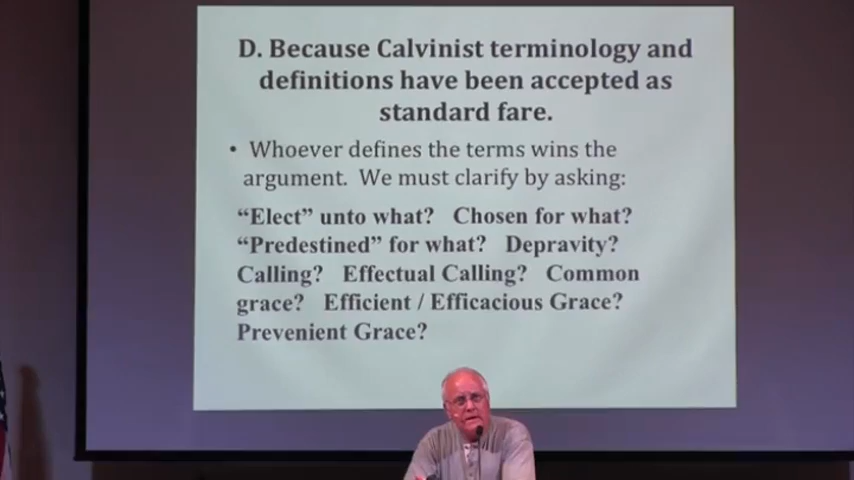 D. Because Calvinist terminology and
definitions have been accepted as
standard fare.
• Whoever defines the terms wins the
argument. We must clarify by asking:
“Elect” unto what? Chosen for what?
“Predestined” for what? Depravity?
Calling? Effectual Calling? Common
grace? Efficient / Efficacious Grace?
Prevenient Grace?